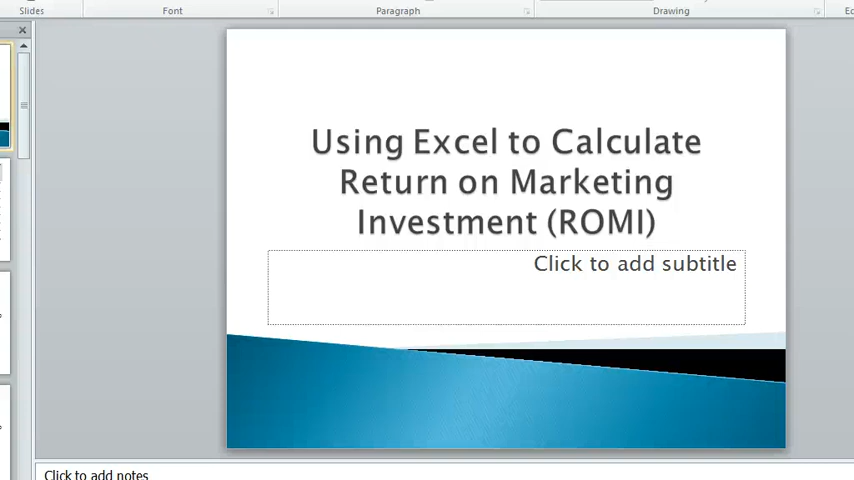 Slides Font Paragraph Drawing
Using Excel to Calculate
Return on Marketing
Investment (ROMI)
Click to add subtitle
Click to add notes